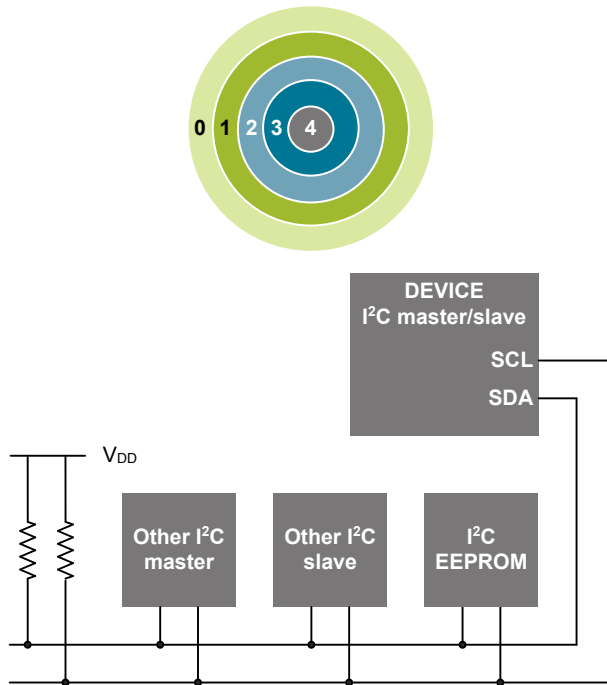 0 1 2 3 4
DEVICE
I²C master/slave
SCL
SDA
VDD
Other I²C
master
Other I²C
slave
I²C
EEPROM